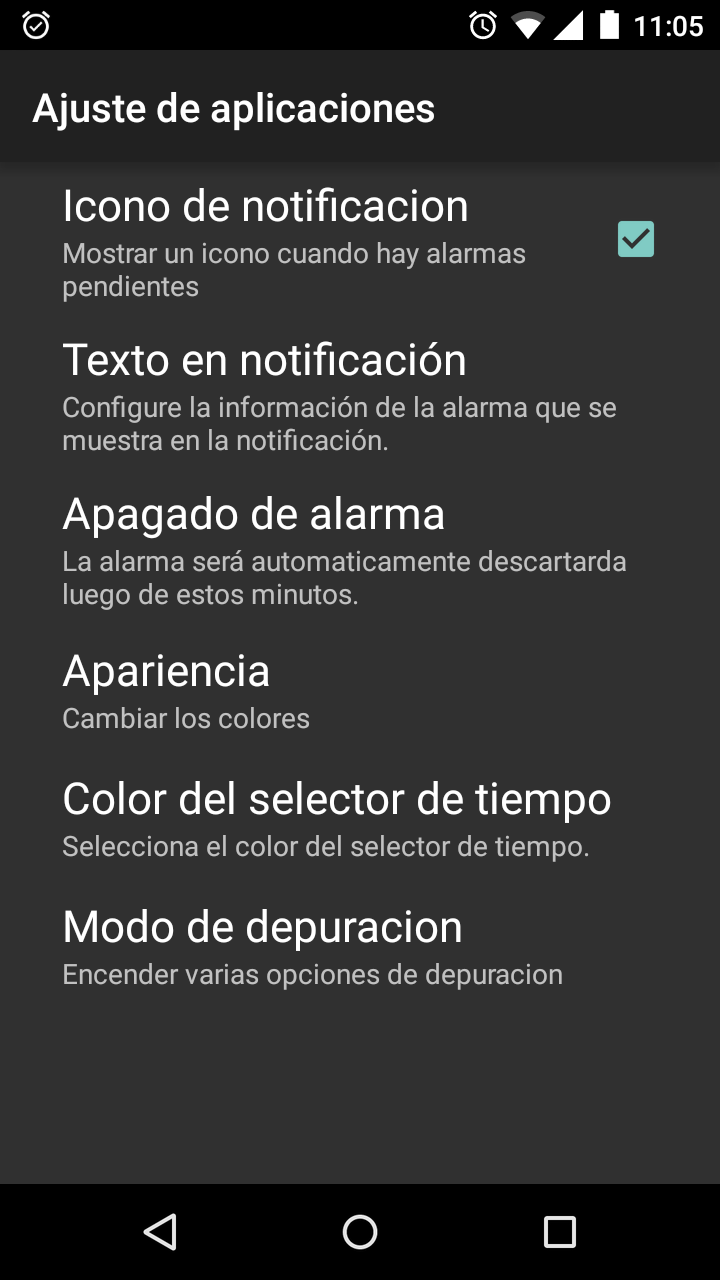 11:05
Ajuste de aplicaciones
Icono de notificacion
Mostrar un icono cuando hay alarmas
pendientes
Texto en notificación
Configure la información de la alarma que se
muestra en la notificación.
Apagado de alarma
La alarma será automaticamente descartarda
luego de estos minutos.
Apariencia
Cambiar los colores
Color del selector de tiempo
Selecciona el color del selector de tiempo.
Modo de depuracion
Encender varias opciones de depuracion